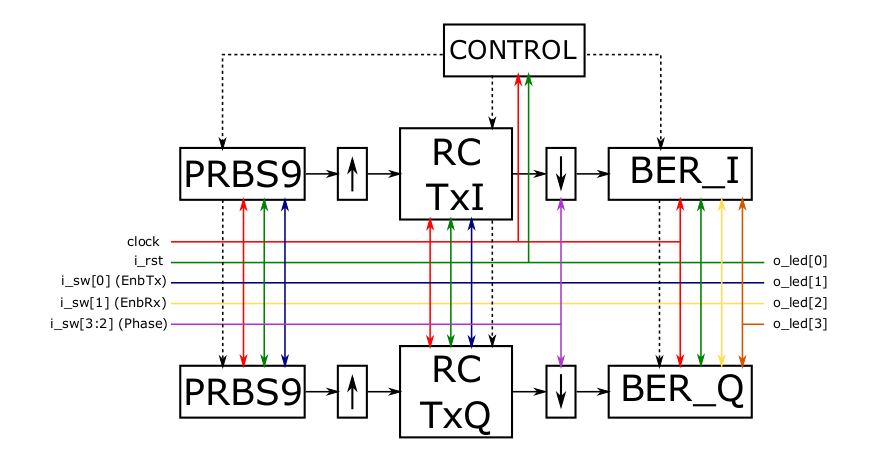 CONTROL
PRBS9
RC
TxI
BER_I
clock
i_rst
o_led[0]
i_sw[0] (EnbTx)
o_led[1]
i_sw[1] (EnbRx)
o_led[2]
i_sw[3:2] (Phase)
o_led[3]
PRBS9
RC
TxQ
BER_Q